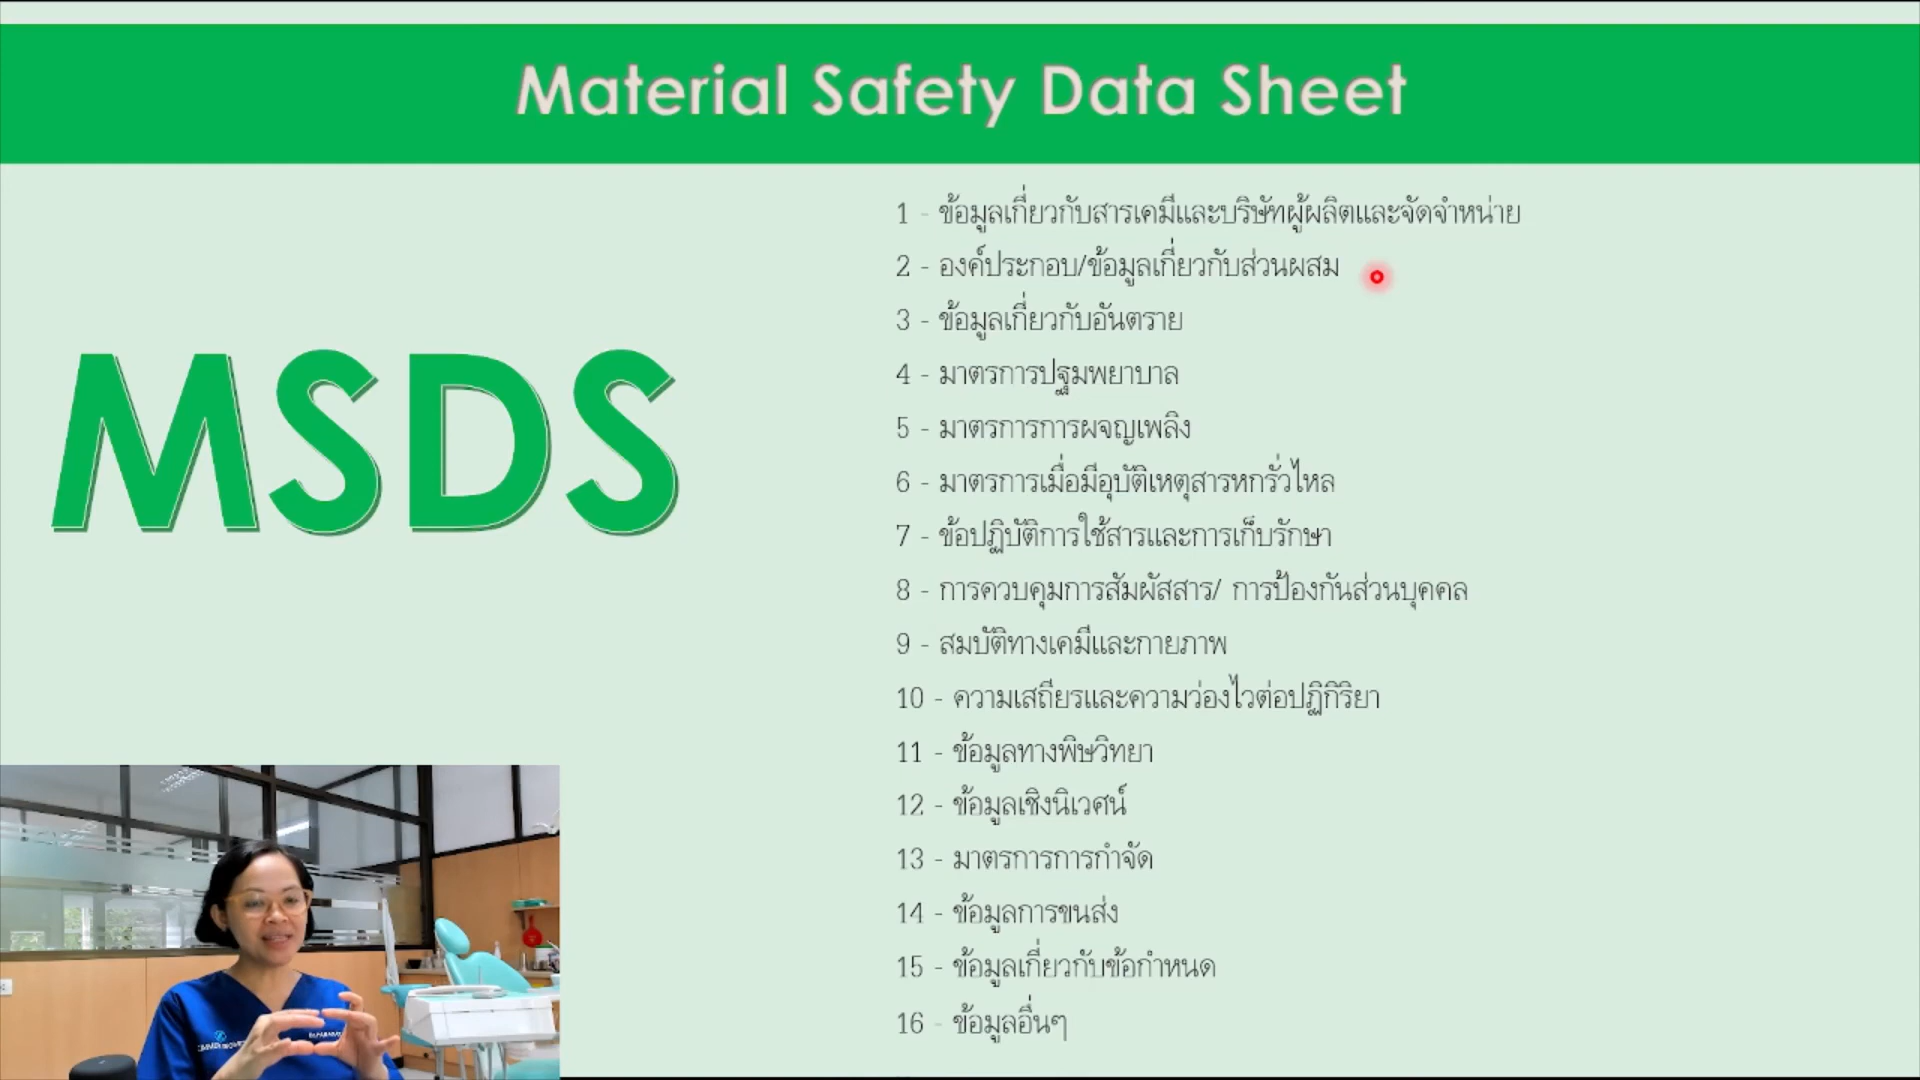 Material Safety Data Sheet
MSDS
1 - ข้อมูลเกี่ยวกับสารเคมีและบริษัทผู้ผลิตและจัดจำหน่าย
2 - องค์ประกอบ/ข้อมูลเกี่ยวกับส่วนผสม
3 - ข้อมูลเกี่ยวกับอันตราย
4 - มาตรการปฐมพยาบาล
5 - มาตรการการผจญเพลิง
6 - มาตรการเมื่อมีอุบัติเหตุสารหกรั่วไหล
7 - ข้อปฏิบัติการใช้สารและการเก็บรักษา
8 - การควบคุมการสัมผัสสาร/ การป้องกันส่วนบุคคล
9 - สมบัติทางเคมีและกายภาพ
10 - ความเสถียรและความว่องไวต่อปฏิกิริยา
11 - ข้อมูลทางพิษวิทยา
12 - ข้อมูลเชิงนิเวศน์
13 - มาตรการการกำจัด
14 - ข้อมูลการขนส่ง
15 - ข้อมูลเกี่ยวกับข้อกำหนด
16 - ข้อมูลอื่นๆ